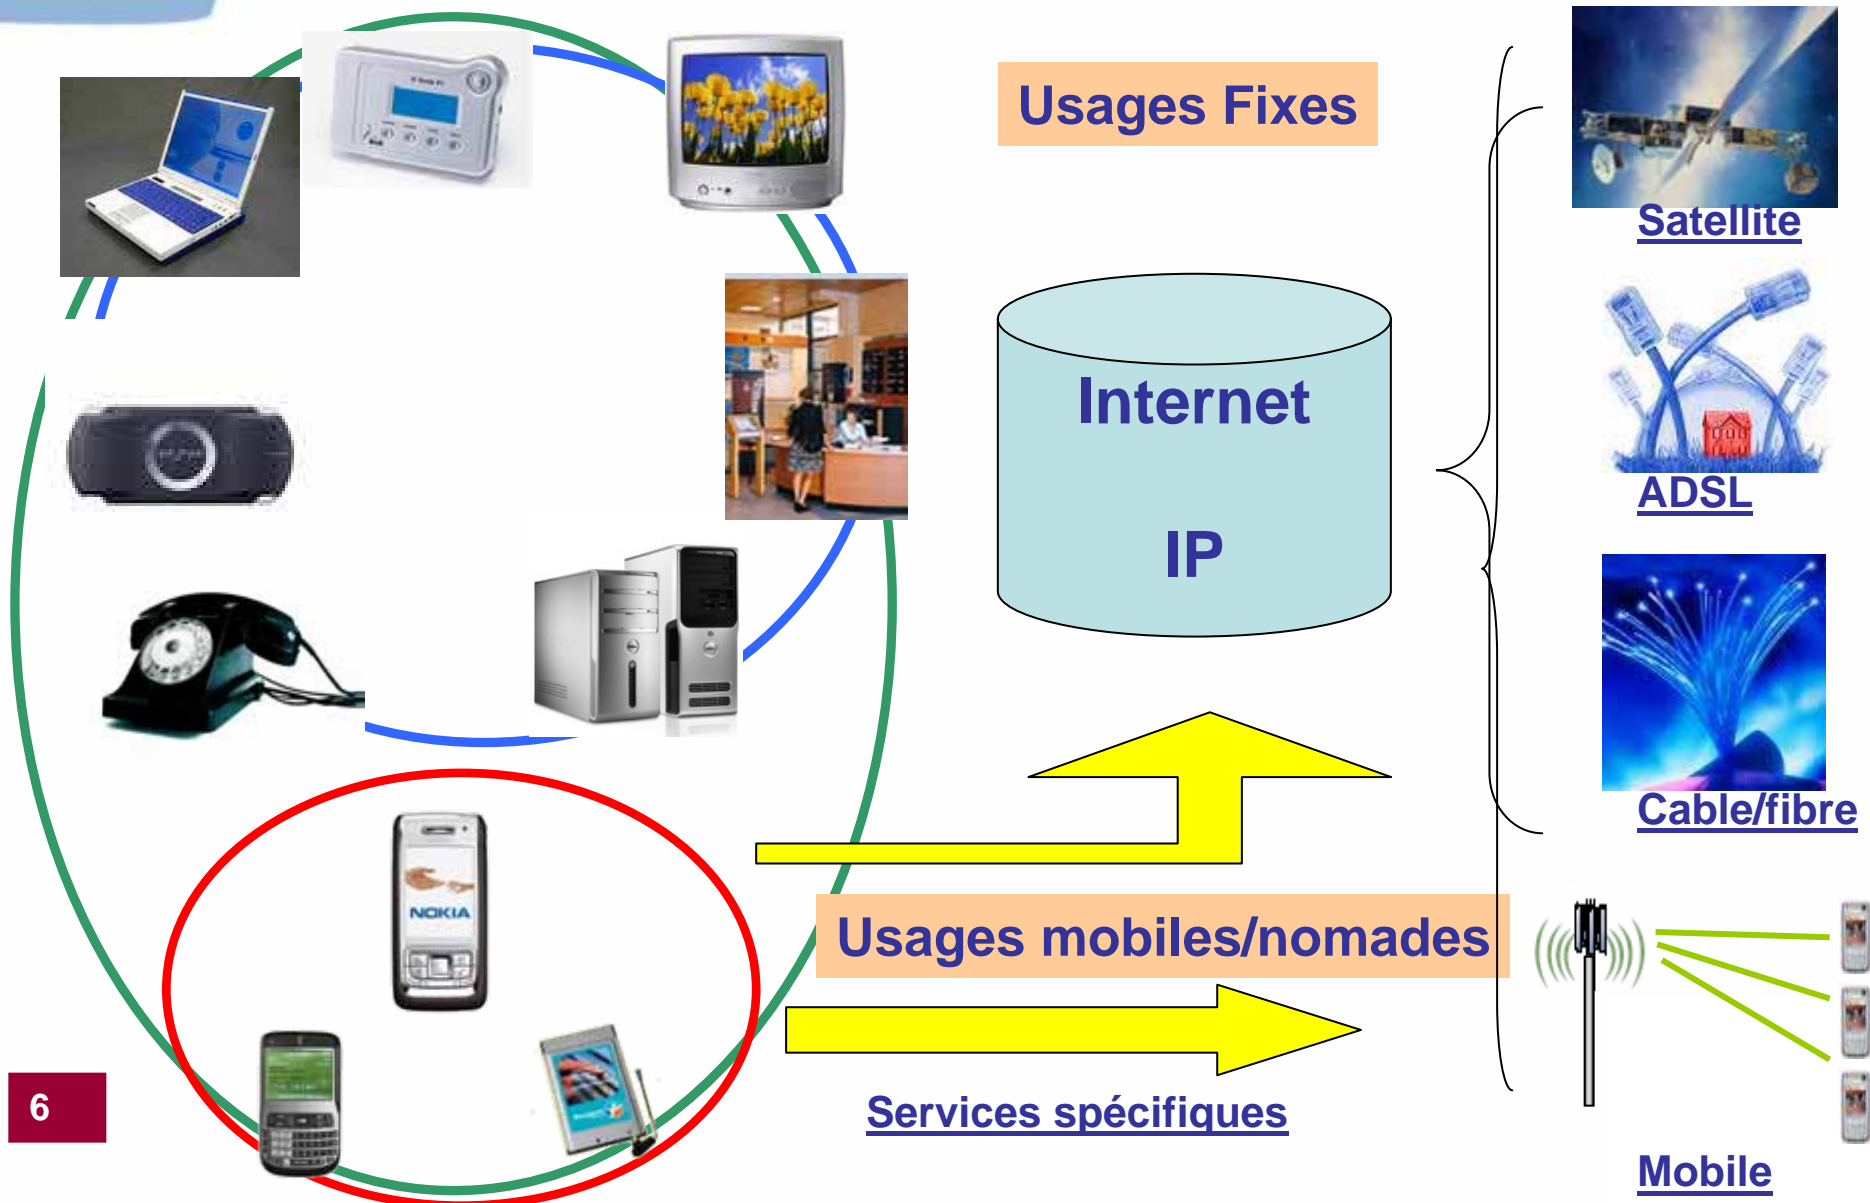 Usages Fixes
Satellite
Internet
IP
ADSL
Cable/fibre
NOKIA
Usages mobiles/nomades
Services spécifiques
6
Mobile